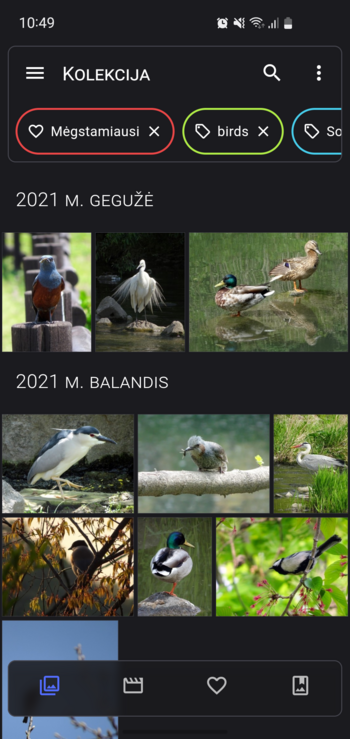 10:49
Kolekcija
Mėgstamiausi
birds
So
2021 m. gegužė
2021 m. balandis